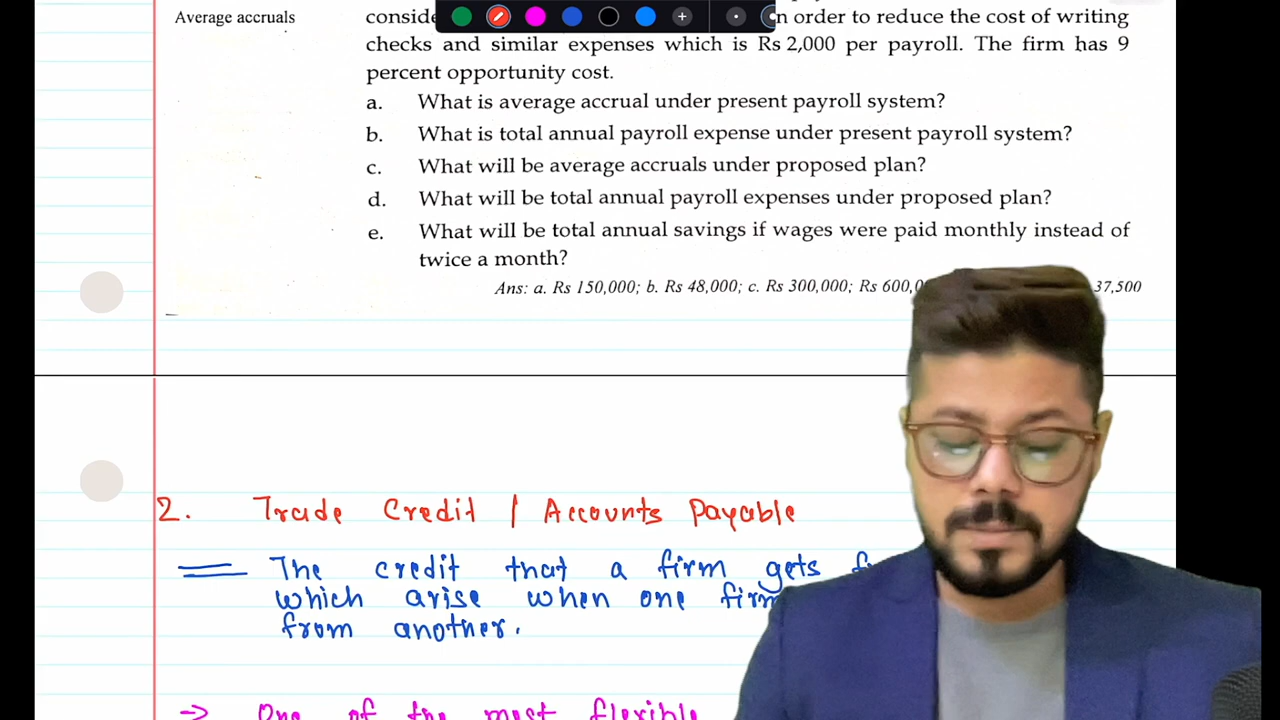 Average accruals
conside n order to reduce the cost of writing
checks and similar expenses which is Rs 2,000 per payroll. The firm has 9
percent opportunity cost.
a. What is average accrual under present payroll system?
b. What is total annual payroll expense under present payroll system?
c. What will be average accruals under proposed plan?
d. What will be total annual payroll expenses under proposed plan?
e. What will be total annual savings if wages were paid monthly instead of
twice a month?
Ans: a. Rs 150,000; b. Rs 48,000; c. Rs 300,000; Rs 600,0 37,500
2. Trade Credit / Accounts Payable
The credit that a firm gets
which arise when one firm
from another.
→ One of the most flexible